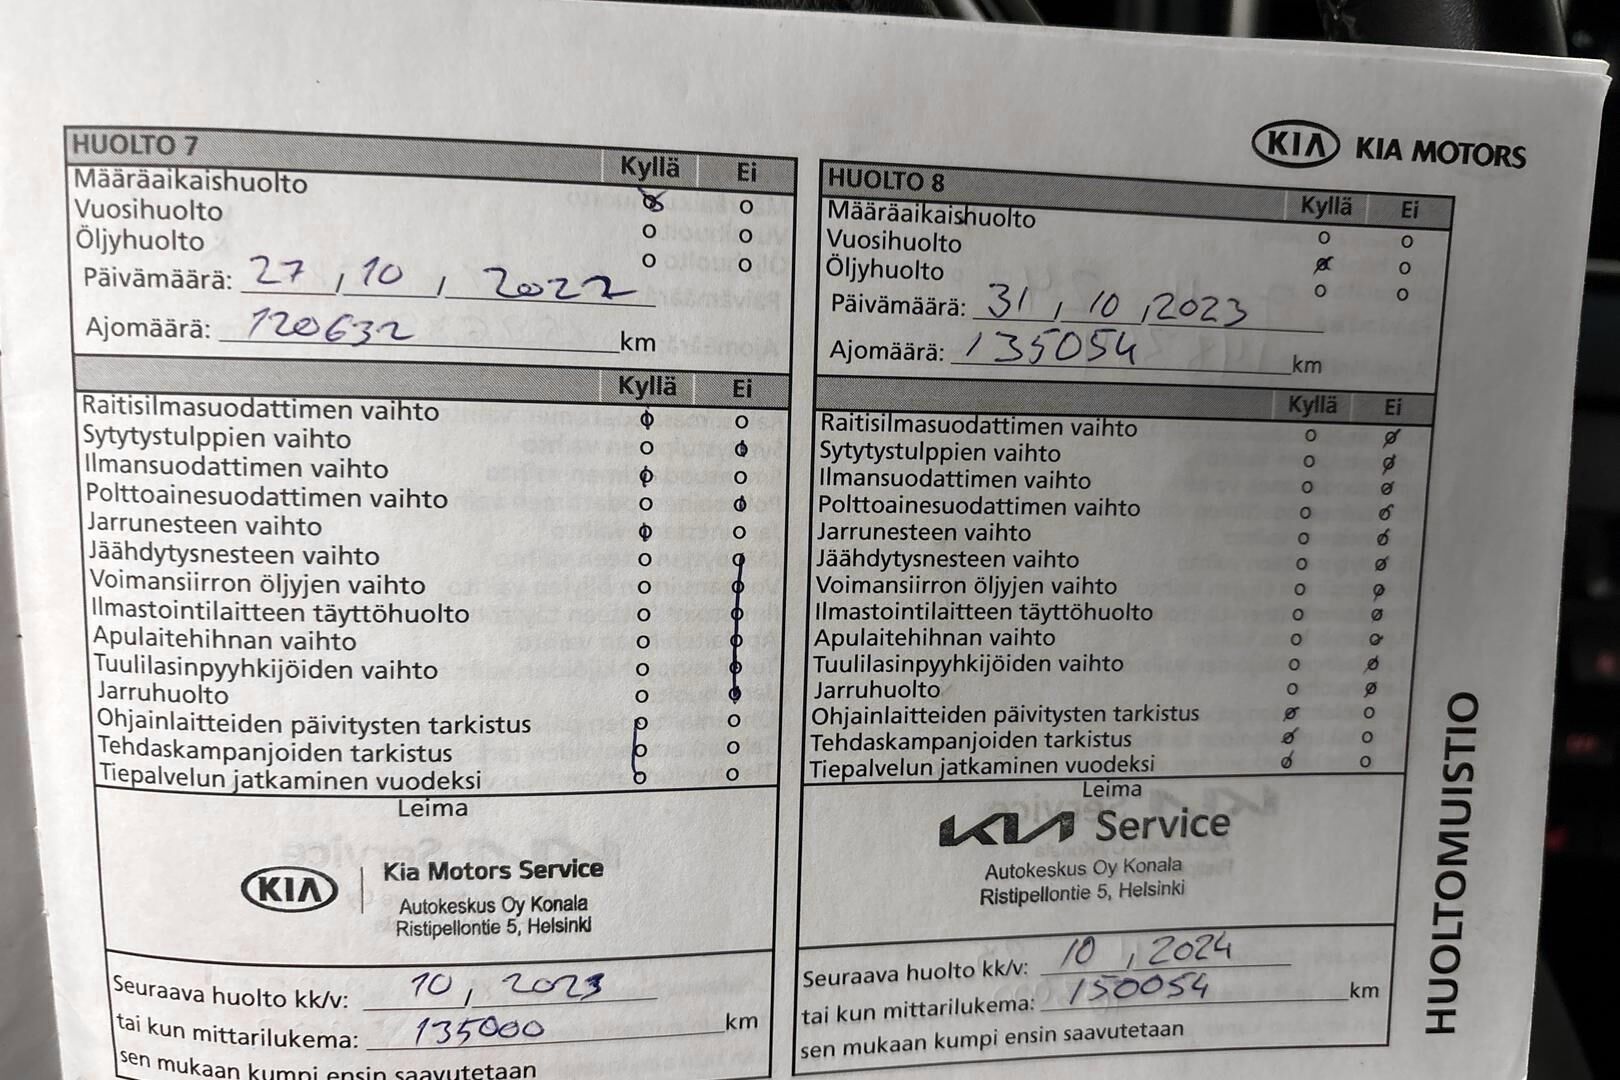 KIA KIA MOTORS
HUOLTO 7
Kyllä Ei
Määräaikaishuolto
Vuosihuolto
Öljyhuolto
Päivämäärä: 27, 10, 2022
Ajomäärä: 120632 km
Kyllä Ei
Raitisilmasuodattimen vaihto
Sytytystulppien vaihto
Ilmansuodattimen vaihto
Polttoainesuodattimen vaihto
Jarrunesteen vaihto
Jäähdytysnesteen vaihto
Voimansiirron öljyjen vaihto
Ilmastointilaitteen täyttöhuolto
Apulaitehihnan vaihto
Tuulilasinpyyhkijöiden vaihto
Jarruhuolto
Ohjainlaitteiden päivitysten tarkistus
Tehdaskampanjoiden tarkistus
Tiepalvelun jatkaminen vuodeksi
Leima
KIA Kia Motors Service
Autokeskus Oy Konala
Ristipellontie 5, Helsinki
Seuraava huolto kk/v: 10, 2023
tai kun mittarilukema: 135000 km
sen mukaan kumpi ensin saavutetaan
HUOLTO 8
Kyllä Ei
Määräaikaishuolto
Vuosihuolto
Öljyhuolto
Päivämäärä: 31, 10, 2023
Ajomäärä: 135054 km
Kyllä Ei
Raitisilmasuodattimen vaihto
Sytytystulppien vaihto
Ilmansuodattimen vaihto
Polttoainesuodattimen vaihto
Jarrunesteen vaihto
Jäähdytysnesteen vaihto
Voimansiirron öljyjen vaihto
Ilmastointilaitteen täyttöhuolto
Apulaitehihnan vaihto
Tuulilasinpyyhkijöiden vaihto
Jarruhuolto
Ohjainlaitteiden päivitysten tarkistus
Tehdaskampanjoiden tarkistus
Tiepalvelun jatkaminen vuodeksi
Leima
KIA Service
Autokeskus Oy Konala
Ristipellontie 5, Helsinki
Seuraava huolto kk/v: 10, 2024
tai kun mittarilukema: 150054 km
sen mukaan kumpi ensin saavutetaan
HUOLTOMUISTIO